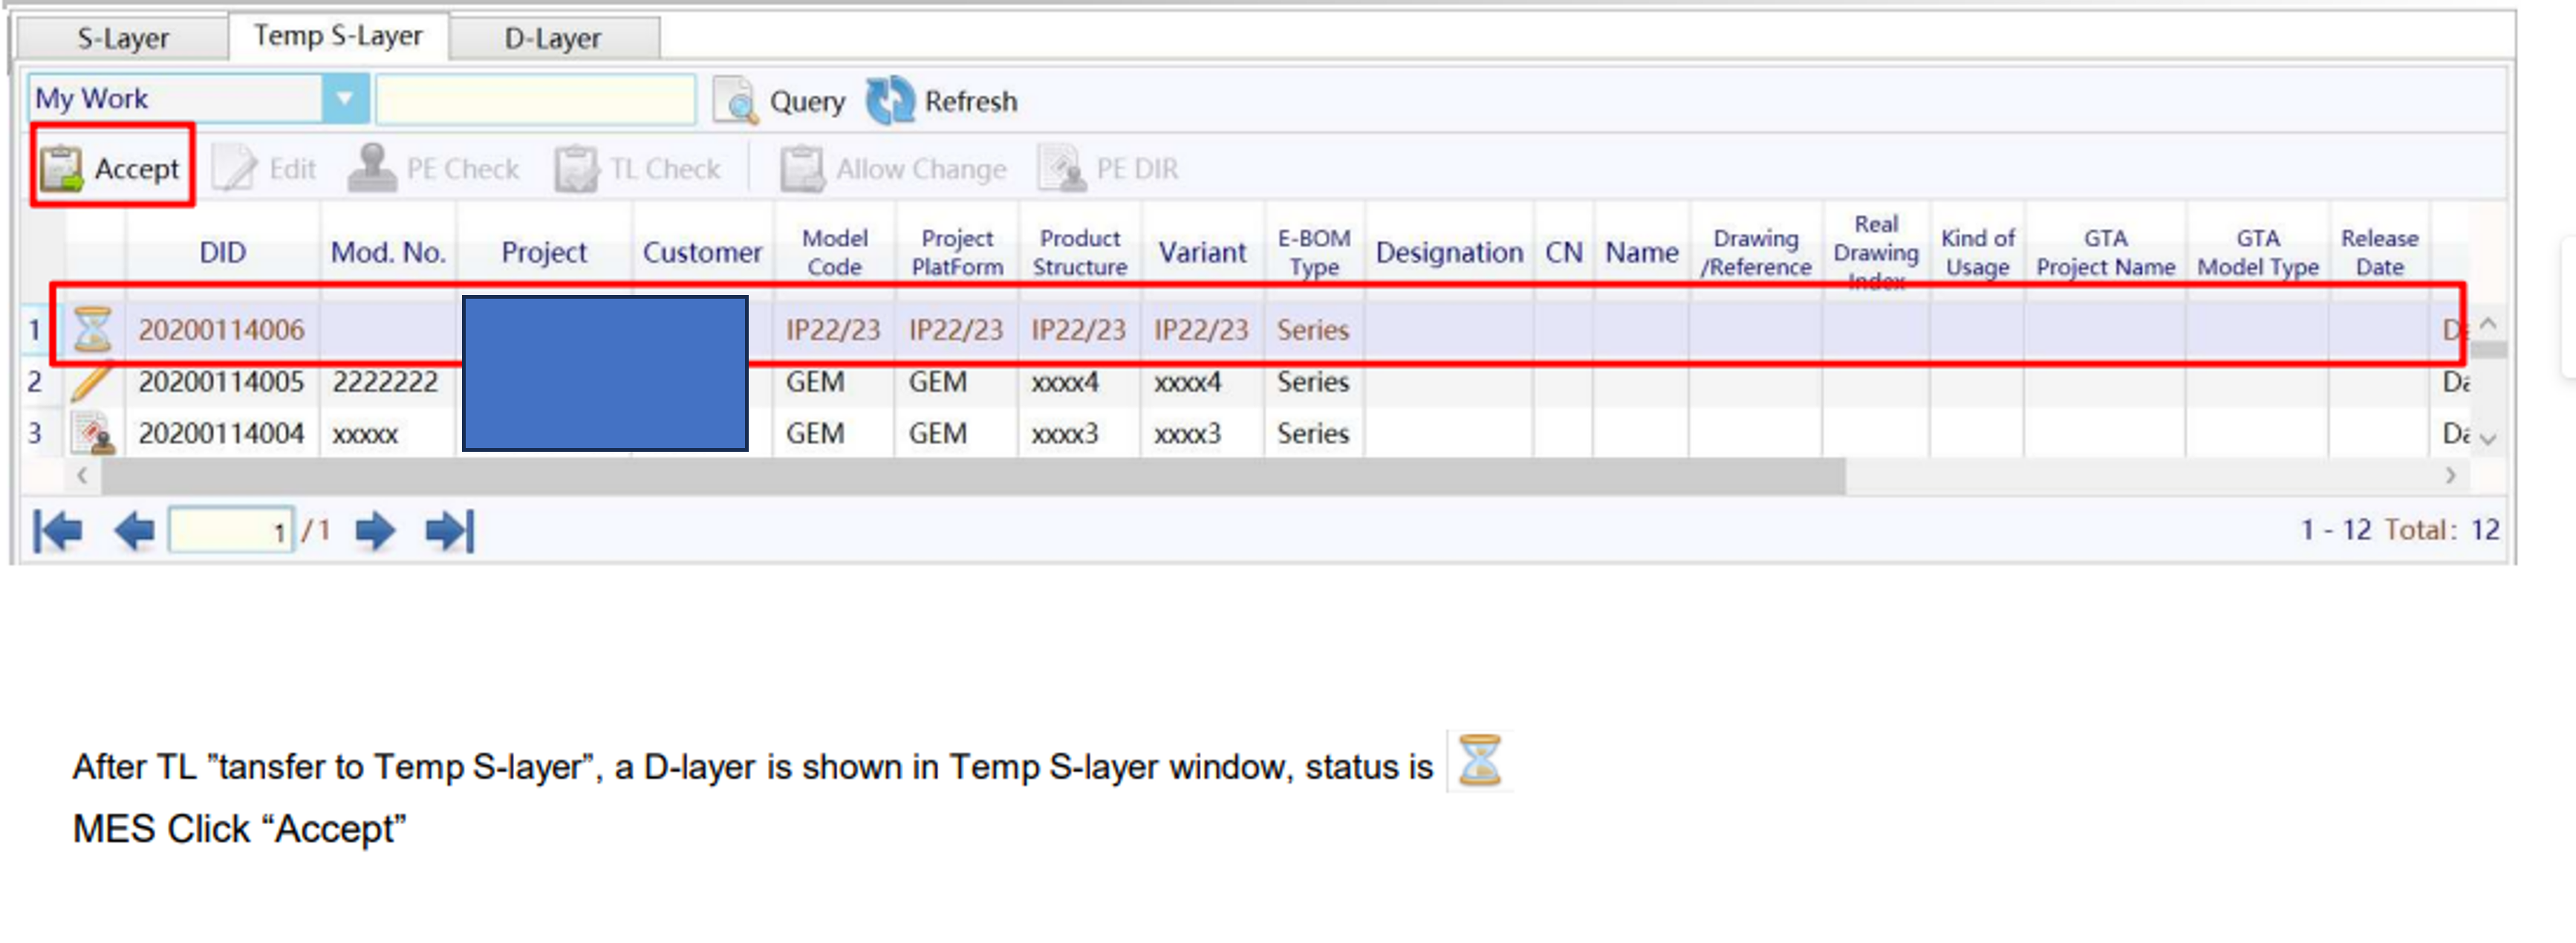 S-Layer Temp S-Layer D-Layer
My Work Query Refresh
Accept Edit PE Check TL Check Allow Change PE DIR
DID Mod. No. Project Customer Model Code Project PlatForm Product Structure Variant E-BOM Type Designation CN Name Drawing /Reference Real Drawing Index Kind of Usage GTA Project Name GTA Model Type Release Date
1 20200114006 IP22/23 IP22/23 IP22/23 IP22/23 Series
2 20200114005 2222222 GEM GEM xxxx4 xxxx4 Series
3 20200114004 xxxxx GEM GEM xxxx3 xxxx3 Series
1 /1 1 - 12 Total: 12
After TL ”tansfer to Temp S-layer”, a D-layer is shown in Temp S-layer window, status is
MES Click “Accept”